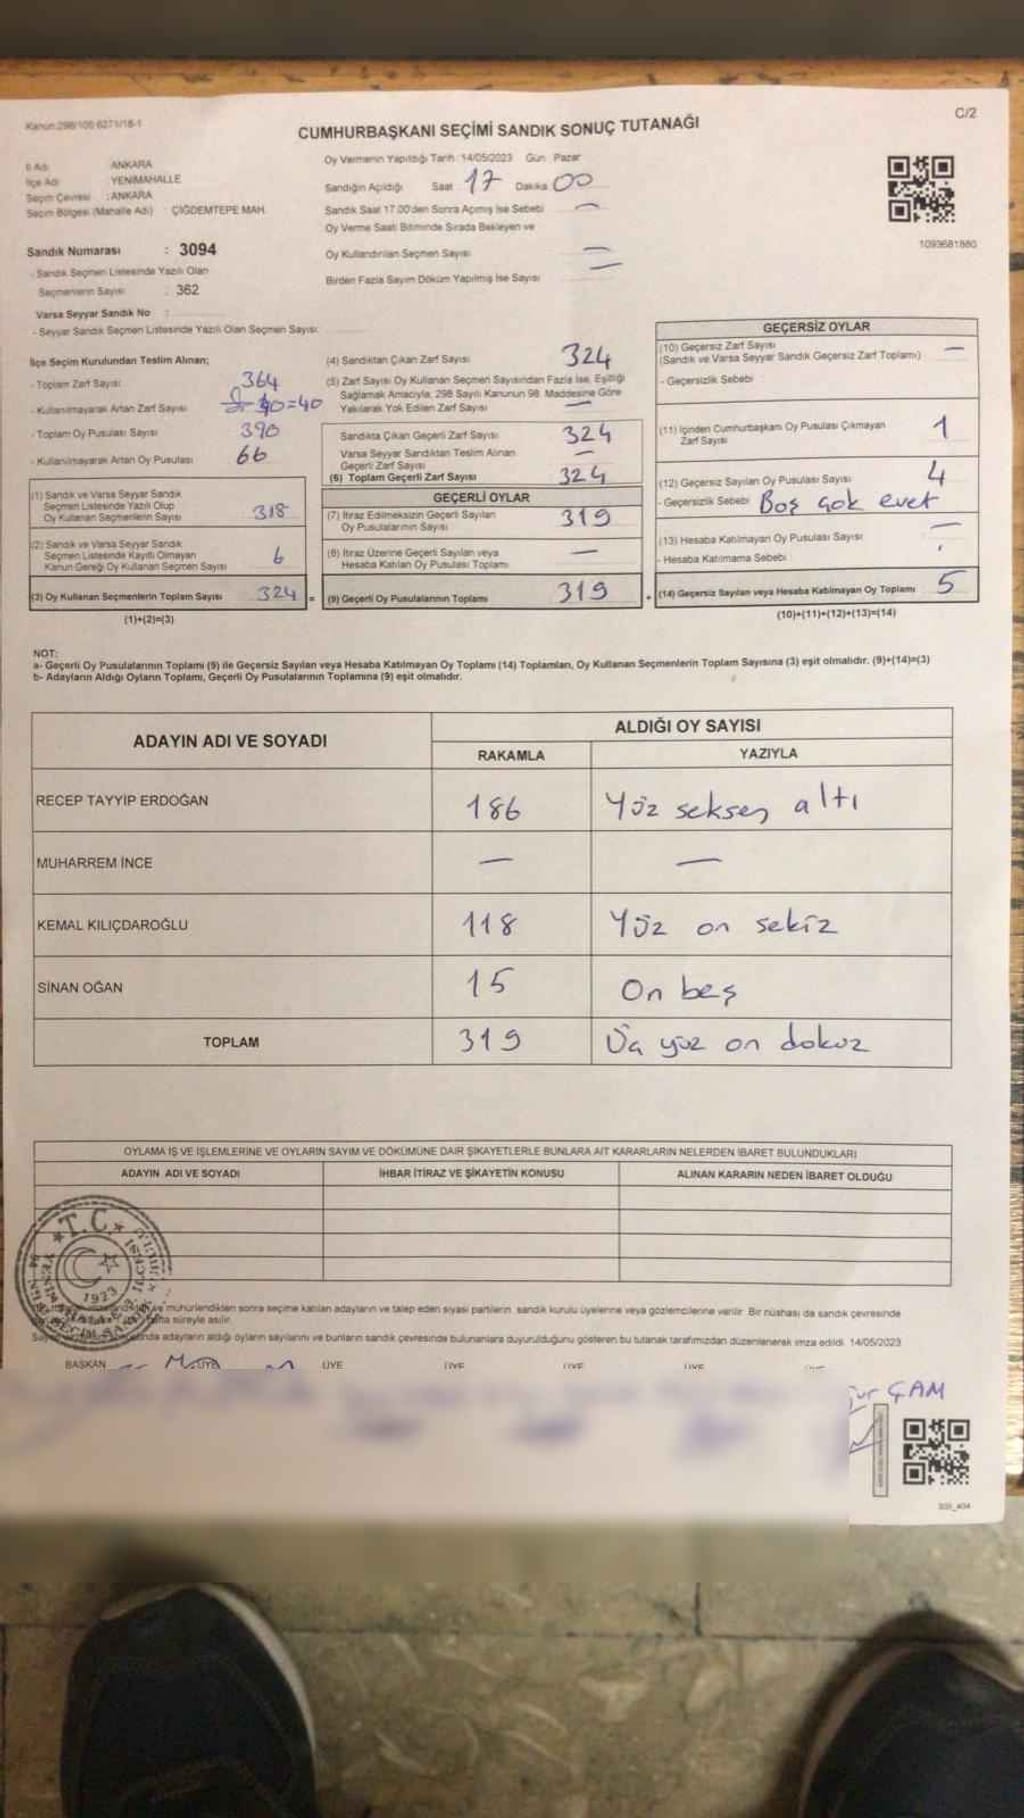 Kanun:298/100 6271/18-1
C/2
CUMHURBAŞKANI SEÇİMİ SANDIK SONUÇ TUTANAĞI
İl Adı ANKARA
İlçe Adı YENİMAHALLE
Seçim Çevresi : ANKARA
Seçim Bölgesi (Mahalle Adı) ÇİĞDEMTEPE MAH.
Oy Vermenin Yapıldığı Tarih: 14/05/2023 Gün: Pazar
Sandığın Açıldığı Saat 17 Dakika 00
Sandık Saat 17.00'den Sonra Açılmış İse Sebebi —
Oy Verme Saati Bitiminde Sırada Bekleyen ve
Oy Kullandırılan Seçmen Sayısı —
Birden Fazla Sayım Döküm Yapılmış İse Sayısı —
1093681880
Sandık Numarası : 3094
- Sandık Seçmen Listesinde Yazılı Olan
Seçmenlerin Sayısı : 362
Varsa Seyyar Sandık No :
- Seyyar Sandık Seçmen Listesinde Yazılı Olan Seçmen Sayısı:
İlçe Seçim Kurulundan Teslim Alınan;
- Toplam Zarf Sayısı 364
- Kullanılmayarak Artan Zarf Sayısı 40=40
- Toplam Oy Pusulası Sayısı 390
- Kullanılmayarak Artan Oy Pusulası 66
(1) Sandık ve Varsa Seyyar Sandık
Seçmen Listesinde Yazılı Olup
Oy Kullanan Seçmenlerin Sayısı 318
(2) Sandık ve Varsa Seyyar Sandık
Seçmen Listesinde Kayıtlı Olmayan
Kanun Gereği Oy Kullanan Seçmen Sayısı 6
(3) Oy Kullanan Seçmenlerin Toplam Sayısı 324 =
(1)+(2)=(3)
(4) Sandıktan Çıkan Zarf Sayısı 324
(5) Zarf Sayısı Oy Kullanan Seçmen Sayısından Fazla İse, Eşitliği
Sağlamak Amacıyla, 298 Sayılı Kanunun 98. Maddesine Göre
Yakılarak Yok Edilen Zarf Sayısı —
Sandıkta Çıkan Geçerli Zarf Sayısı 324
Varsa Seyyar Sandıktan Teslim Alınan
Geçerli Zarf Sayısı —
(6) Toplam Geçerli Zarf Sayısı 324
GEÇERLİ OYLAR
(7) İtiraz Edilmeksizin Geçerli Sayılan
Oy Pusulalarının Sayısı 319
(8) İtiraz Üzerine Geçerli Sayılan veya
Hesaba Katılan Oy Pusulası Toplamı —
(9) Geçerli Oy Pusulalarının Toplamı 319 +
GEÇERSİZ OYLAR
(10) Geçersiz Zarf Sayısı
(Sandık ve Varsa Seyyar Sandık Geçersiz Zarf Toplamı) —
- Geçersizlik Sebebi :
(11) İçinden Cumhurbaşkanı Oy Pusulası Çıkmayan
Zarf Sayısı 1
(12) Geçersiz Sayılan Oy Pusulası Sayısı 4
- Geçersizlik Sebebi Boş çok evet
(13) Hesaba Katılmayan Oy Pusulası Sayısı —
- Hesaba Katılmama Sebebi
(14) Geçersiz Sayılan veya Hesaba Katılmayan Oy Toplamı 5
(10)+(11)+(12)+(13)=(14)
NOT:
a- Geçerli Oy Pusulalarının Toplamı (9) ile Geçersiz Sayılan veya Hesaba Katılmayan Oy Toplamı (14) Toplamları, Oy Kullanan Seçmenlerin Toplam Sayısına (3) eşit olmalıdır. (9)+(14)=(3)
b- Adayların Aldığı Oyların Toplamı, Geçerli Oy Pusulalarının Toplamına (9) eşit olmalıdır.
ADAYIN ADI VE SOYADI ALDIĞI OY SAYISI
RAKAMLA YAZIYLA
RECEP TAYYİP ERDOĞAN 186 Yüz seksen altı
MUHARREM İNCE — —
KEMAL KILIÇDAROĞLU 118 Yüz on sekiz
SİNAN OĞAN 15 On beş
TOPLAM 319 Üç yüz on dokuz
OYLAMA İŞ VE İŞLEMLERİNE VE OYLARIN SAYIM VE DÖKÜMÜNE DAİR ŞİKAYETLERLE BUNLARA AİT KARARLARIN NELERDEN İBARET BULUNDUKLARI
ADAYIN ADI VE SOYADI İHBAR İTİRAZ VE ŞİKAYETİN KONUSU ALINAN KARARIN NEDEN İBARET OLDUĞU
T.C.
1923
ve mühürlendikten sonra seçime katılan adayların ve talep eden siyasi partilerin sandık kurulu üyelerine veya gözlemcilerine verilir. Bir nüshası da sandık çevresinde
hafta süreyle asılır.
adayların aldığı oyların sayılarını ve bunların sandık çevresinde bulunanlara duyurulduğunu gösteren bu tutanak tarafımızdan düzenlenerek imza edildi. 14/05/2023
BAŞKAN ÜYE ÜYE ÜYE ÜYE ÜYE
ÇAM